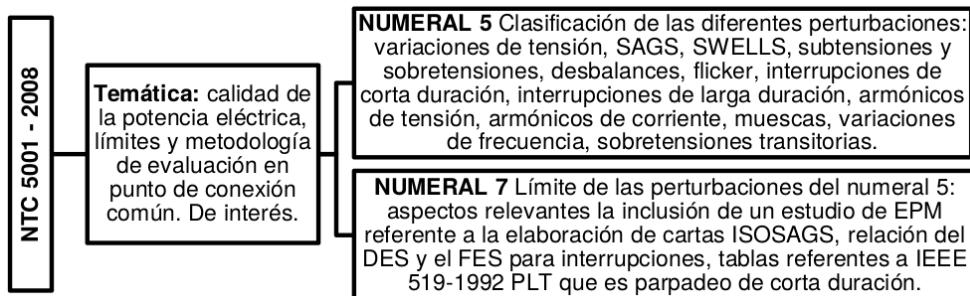 NTC 5001 - 2008
Temática: calidad de
la potencia eléctrica,
límites y metodología
de evaluación en
punto de conexión
común. De interés.
NUMERAL 5 Clasificación de las diferentes perturbaciones:
variaciones de tensión, SAGS, SWELLS, subtensiones y
sobretensiones, desbalances, flicker, interrupciones de
corta duración, interrupciones de larga duración, armónicos
de tensión, armónicos de corriente, muescas, variaciones
de frecuencia, sobretensiones transitorias.
NUMERAL 7 Límite de las perturbaciones del numeral 5:
aspectos relevantes la inclusión de un estudio de EPM
referente a la elaboración de cartas ISOSAGS, relación del
DES y el FES para interrupciones, tablas referentes a IEEE
519-1992 PLT que es parpadeo de corta duración.